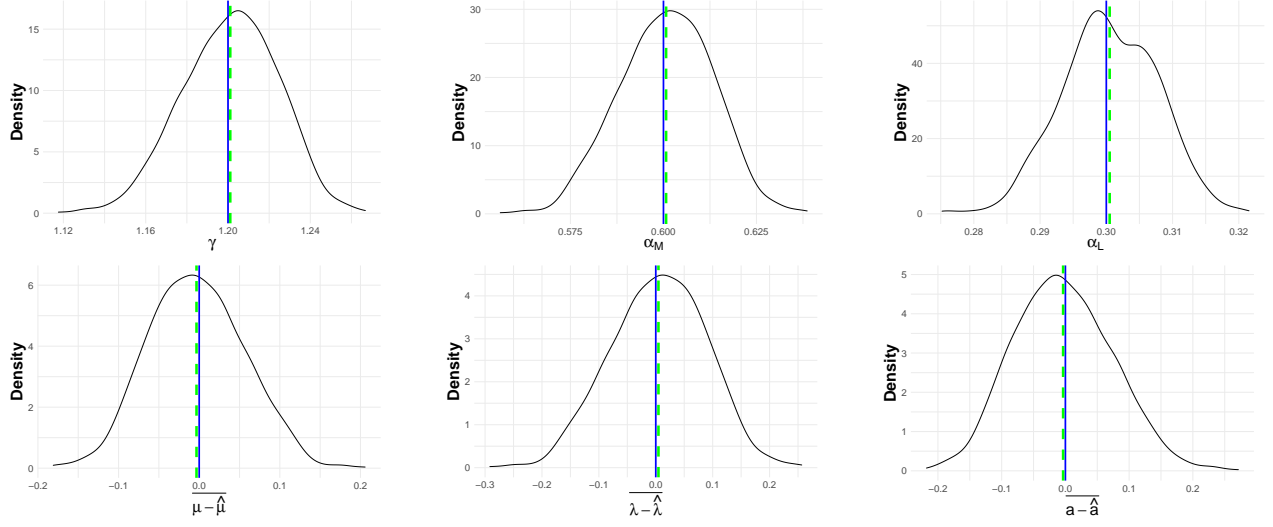 Density
15
10
5
0
1.12 1.16 1.20 1.24
γ
Density
30
20
10
0
0.575 0.600 0.625
α_M
Density
40
20
0
0.28 0.29 0.30 0.31 0.32
α_L
Density
6
4
2
0
−0.2 −0.1 0.0 0.1 0.2
μ − μ̂
Density
4
3
2
1
0
−0.3 −0.2 −0.1 0.0 0.1 0.2
λ − λ̂
Density
5
4
3
2
1
0
−0.2 −0.1 0.0 0.1 0.2
a − â